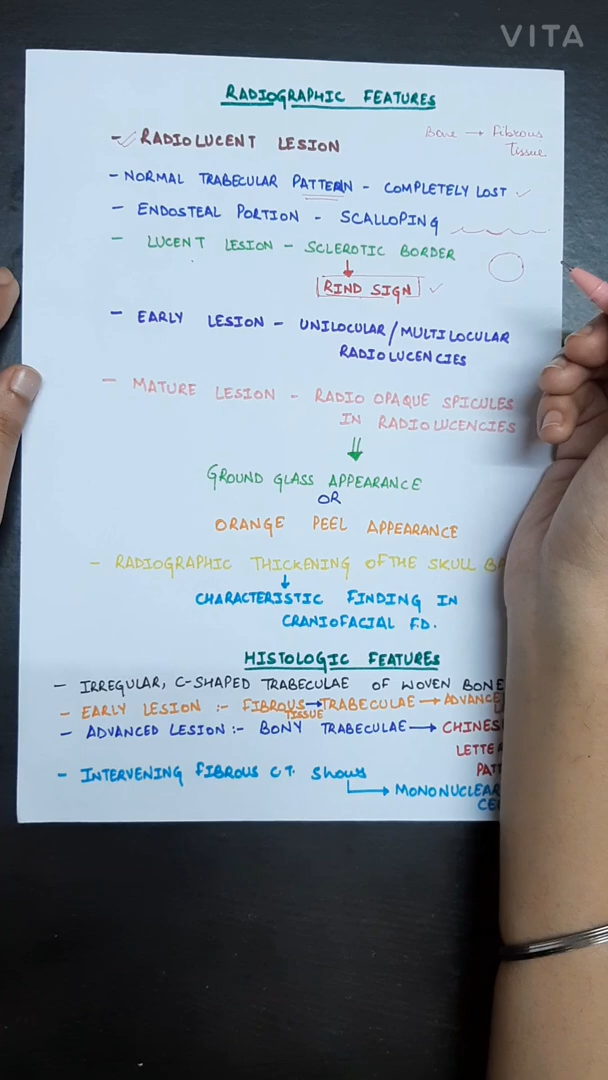 VITA
RADIOGRAPHIC FEATURES
- RADIOLUCENT LESION
Bone → Fibrous
Tissue.
- NORMAL TRABECULAR PATTERN - COMPLETELY LOST
- ENDOSTEAL PORTION - SCALLOPING
- LUCENT LESION - SCLEROTIC BORDER
↓
RIND SIGN
- EARLY LESION - UNILOCULAR/MULTILOCULAR
RADIOLUCENCIES
- MATURE LESION - RADIO OPAQUE SPICULES
IN RADIOLUCENCIES
⇓
GROUND GLASS APPEARANCE
OR
ORANGE PEEL APPEARANCE
- RADIOGRAPHIC THICKENING OF THE SKULL BA
↓
CHARACTERISTIC FINDING IN
CRANIOFACIAL F.D.
HISTOLOGIC FEATURES
- IRREGULAR, C-SHAPED TRABECULAE OF WOVEN BONE
- EARLY LESION :- FIBROUS → TRABECULAE → ADVANCE
TISSUE
- ADVANCED LESION :- BONY TRABECULAE → CHINES
LETTE
PATT
- INTERVENING FIBROUS C.T. Shows
→ MONONUCLEAR
CE